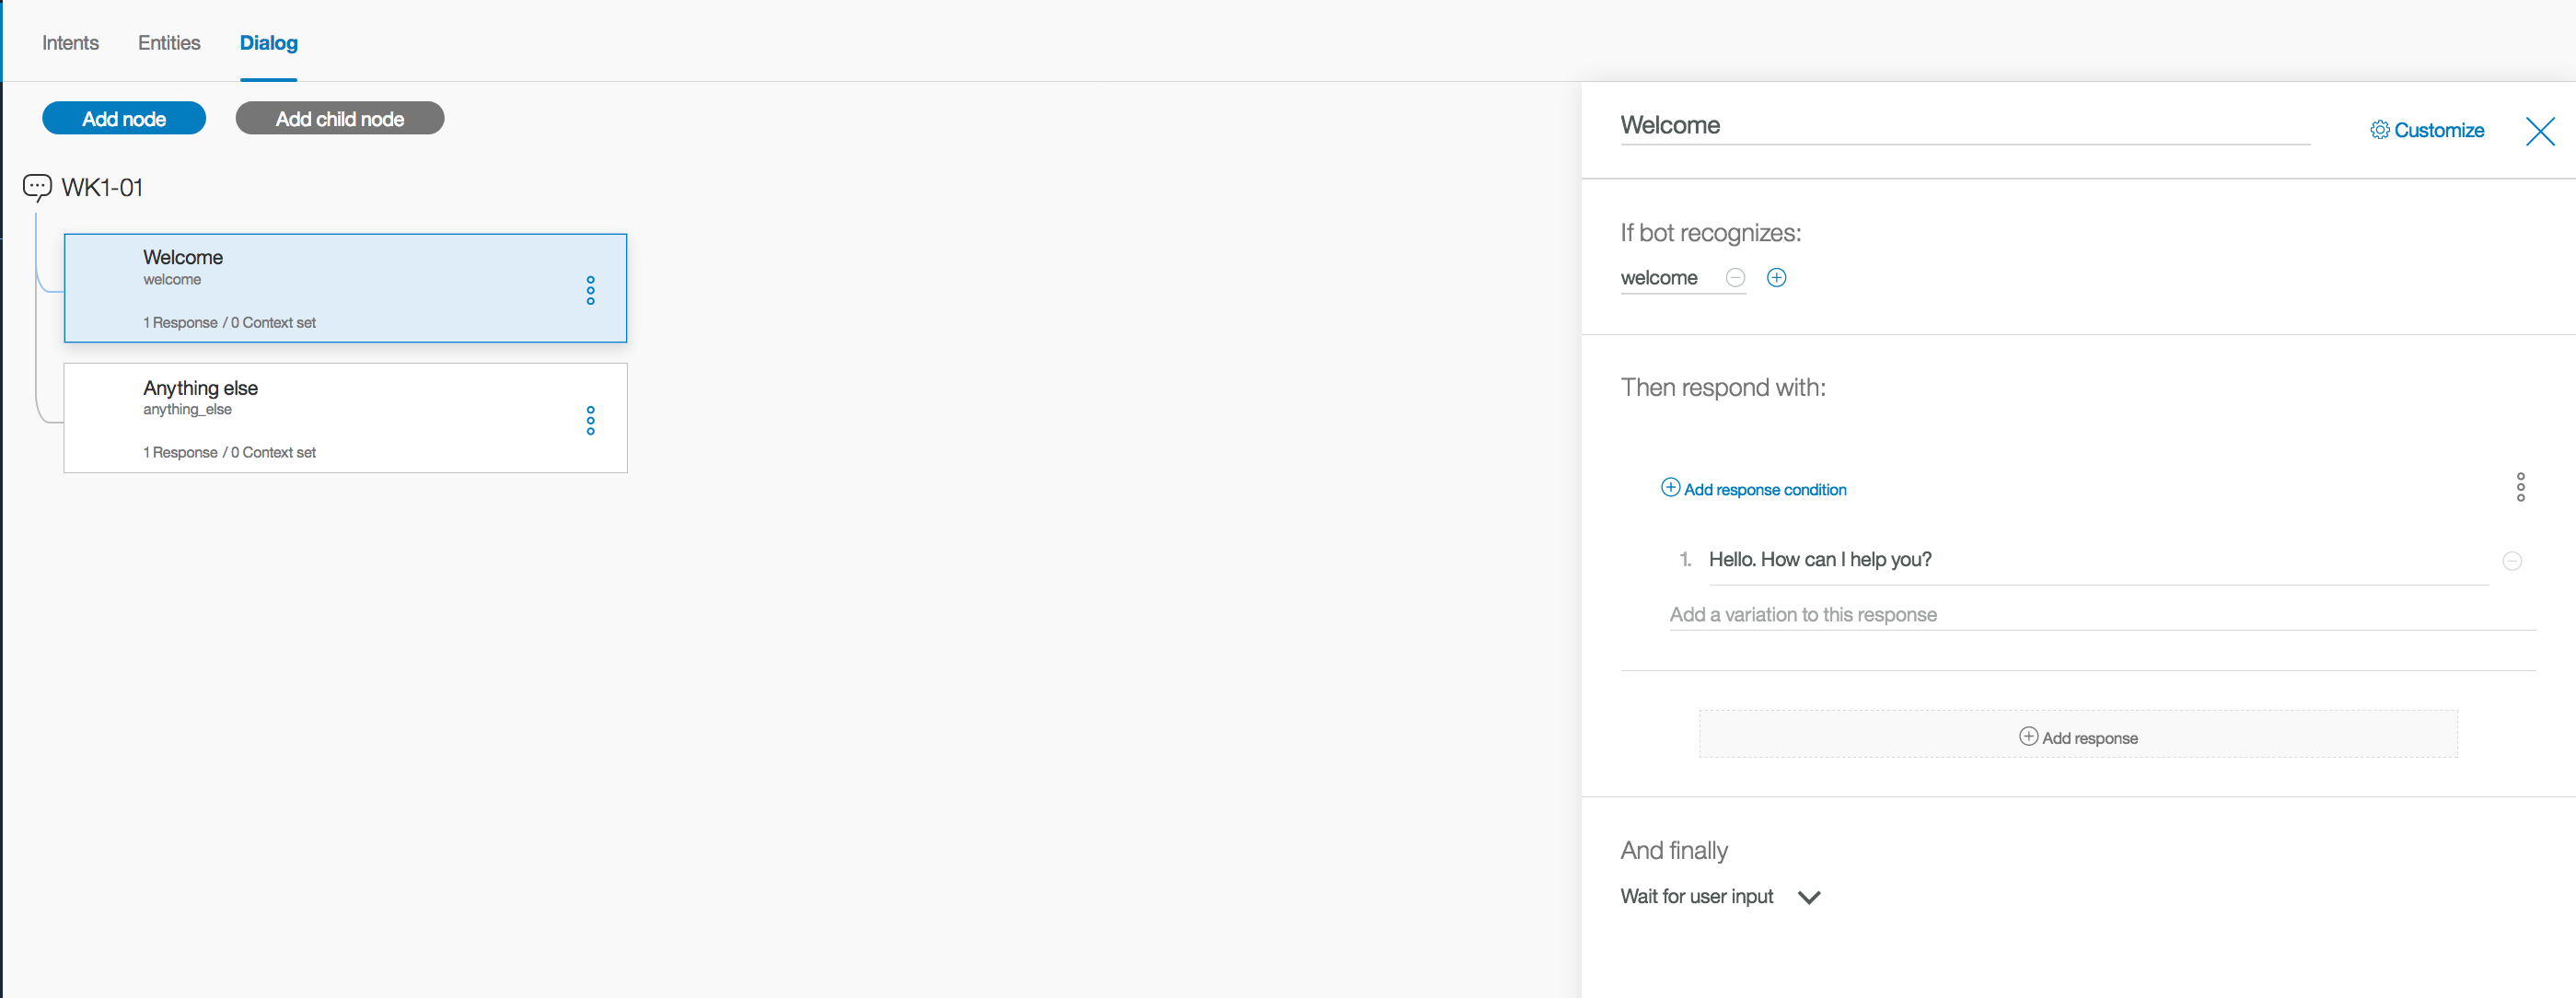 Intents
Entities
Dialog
Add node
Add child node
WK1-01
Welcome
welcome
1 Response / 0 Context set
Anything else
anything_else
1 Response / 0 Context set
Welcome
Customize
If bot recognizes:
welcome
Then respond with:
Add response condition
1. Hello. How can I help you?
Add a variation to this response
Add response
And finally
Wait for user input